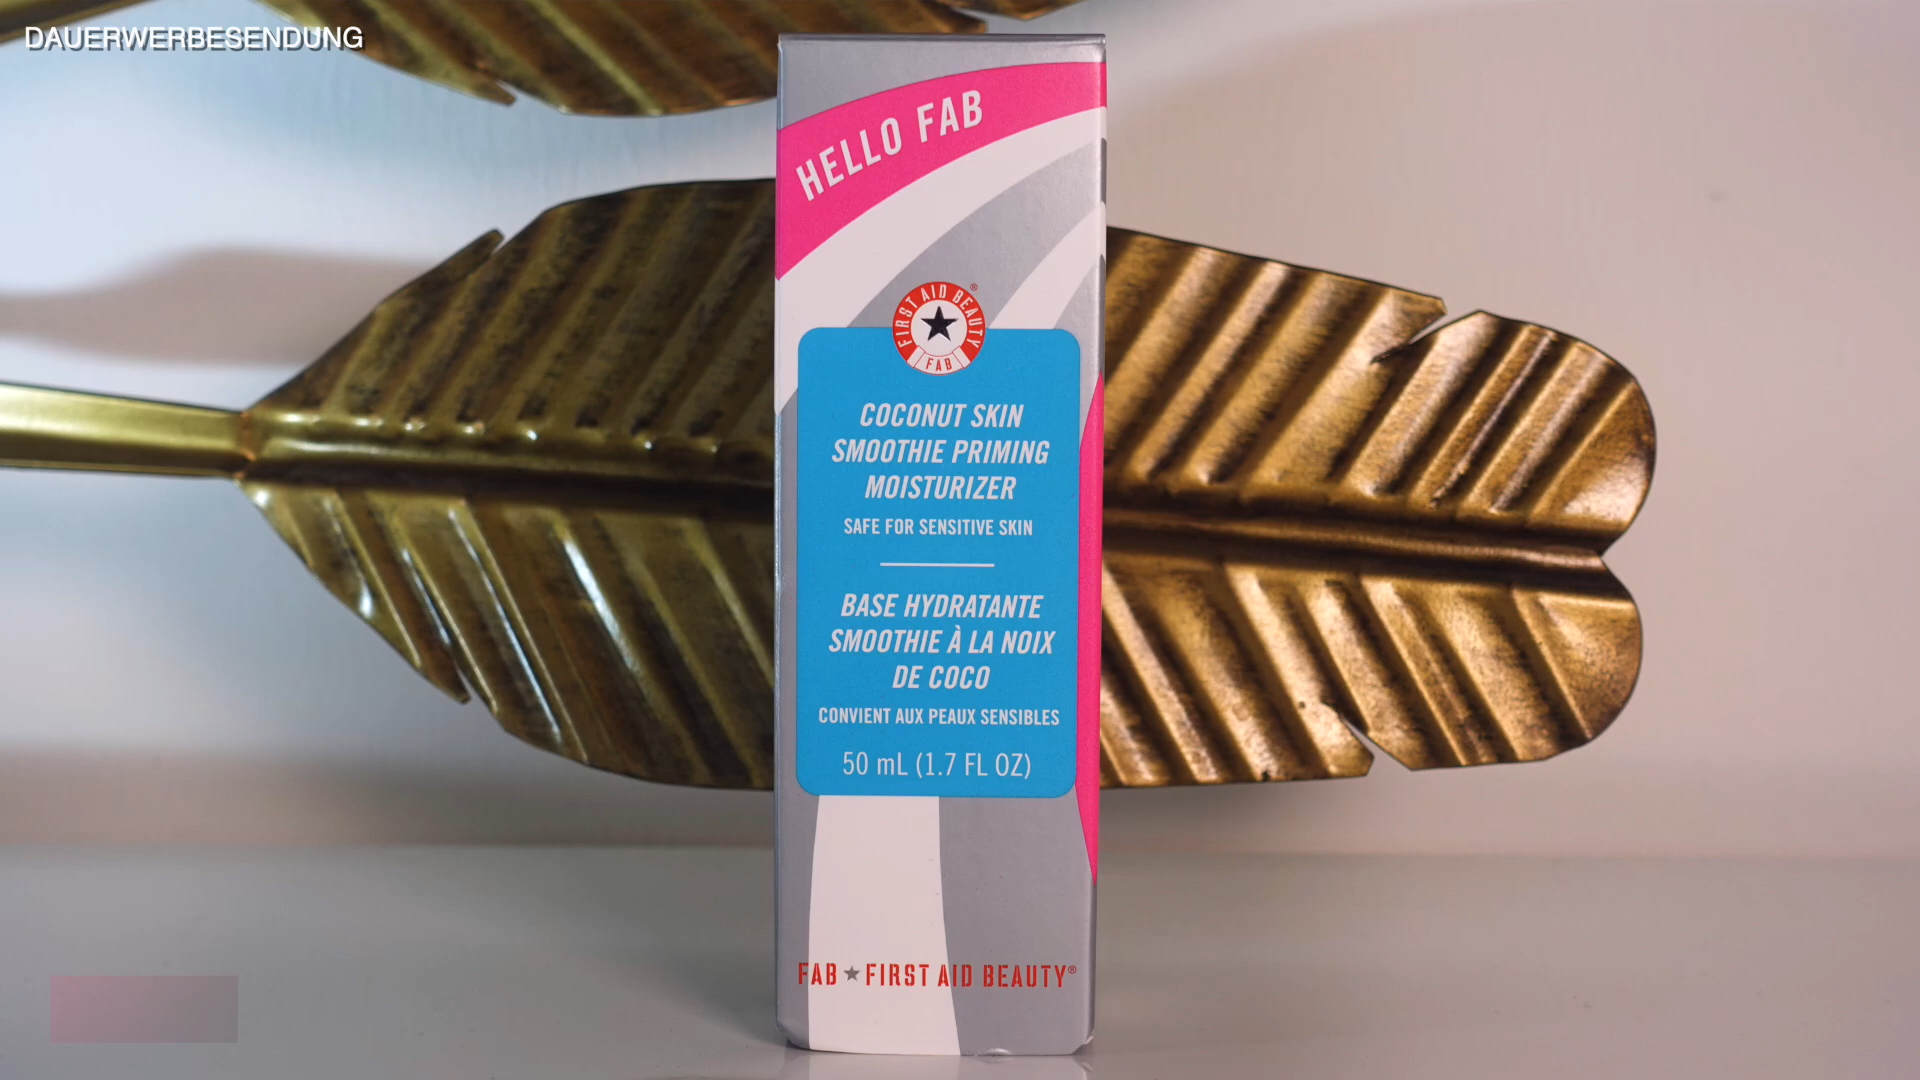 DAUERWERBESENDUNG
HELLO FAB
FIRST AID BEAUTY®
FAB
COCONUT SKIN
SMOOTHIE PRIMING
MOISTURIZER
SAFE FOR SENSITIVE SKIN
BASE HYDRATANTE
SMOOTHIE À LA NOIX
DE COCO
CONVIENT AUX PEAUX SENSIBLES
50 mL (1.7 FL OZ)
FAB ★ FIRST AID BEAUTY®